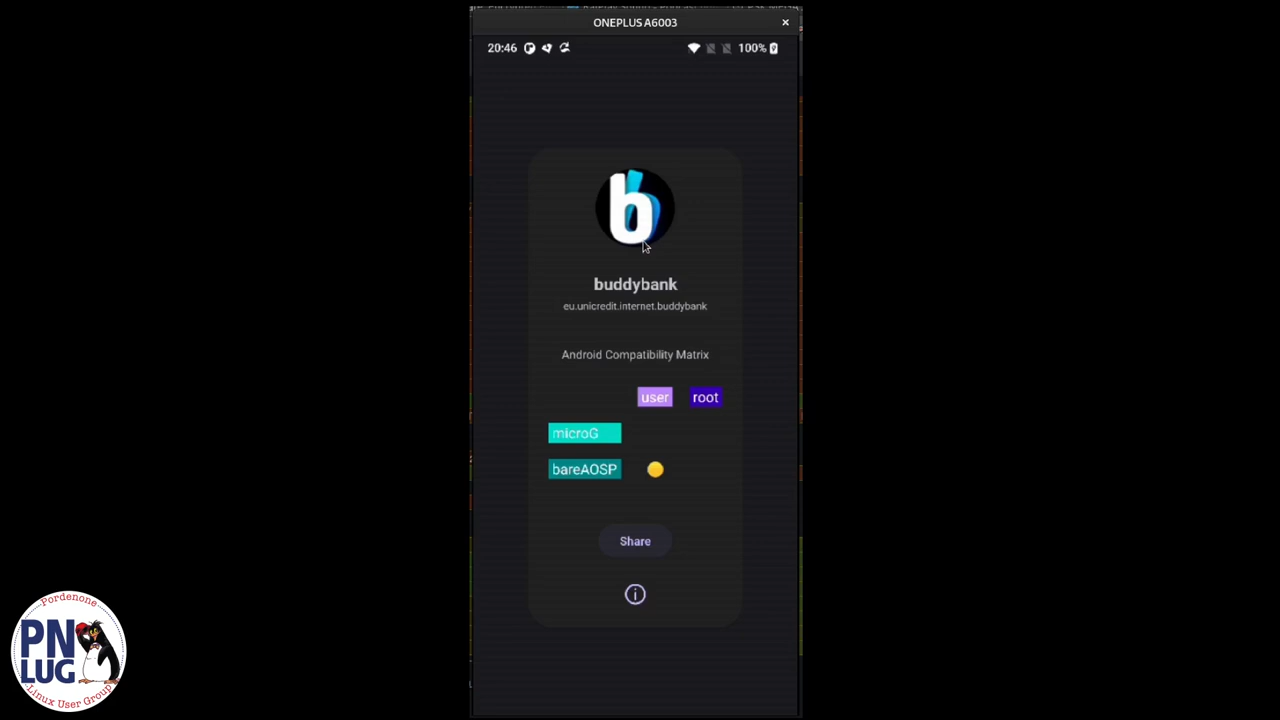 ONEPLUS A6003
×
20:46
100%
b
buddybank
eu.unicredit.internet.buddybank
Android Compatibility Matrix
user root
microG
bareAOSP
Share
Pordenone
PN
LUG
Linux User Group